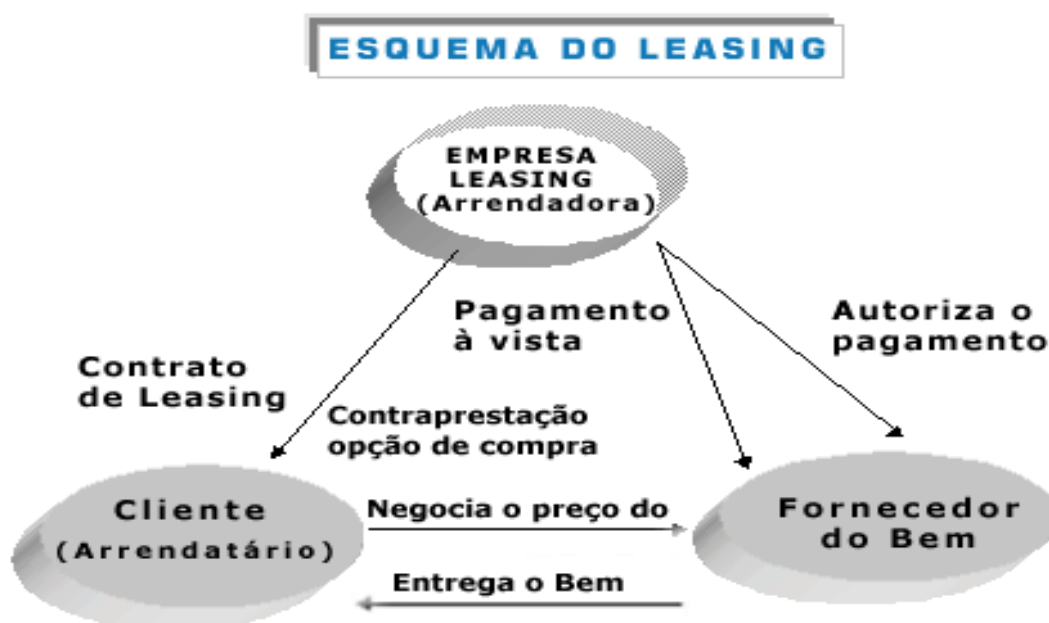 ESQUEMA DO LEASING
EMPRESA
LEASING
(Arrendadora)
Pagamento
à vista
Autoriza o
pagamento
Contrato
de Leasing
Contraprestação
opção de compra
Cliente
(Arrendatário)
Negocia o preço do
Fornecedor
do Bem
Entrega o Bem